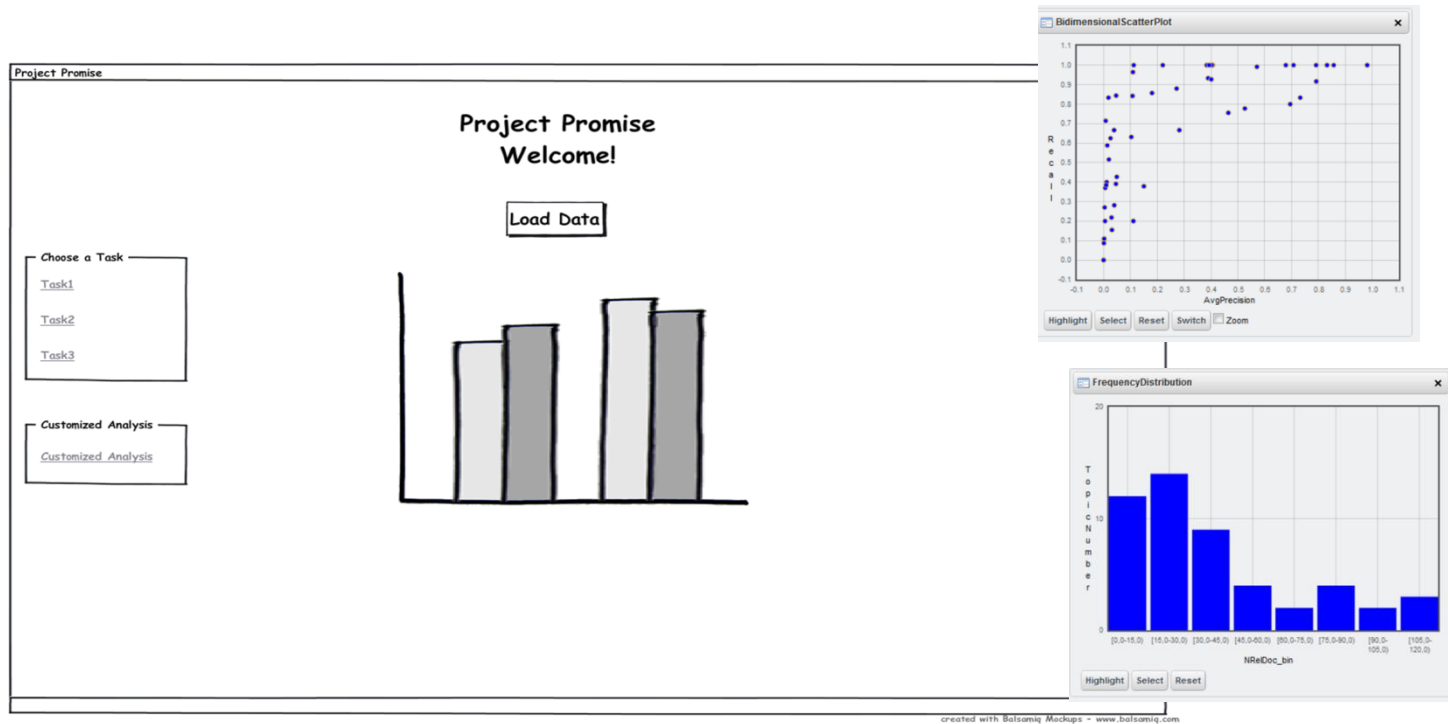 Project Promise
Project Promise
Welcome!
Load Data
Choose a Task
Task1
Task2
Task3
Customized Analysis
Customized Analysis
BidimensionalScatterPlot
Recall
1.1
1.0
0.9
0.8
0.7
0.6
0.5
0.4
0.3
0.2
0.1
0.0
-0.1
-0.1 0.0 0.1 0.2 0.3 0.4 0.5 0.6 0.7 0.8 0.9 1.0 1.1
AvgPrecision
Highlight Select Reset Switch Zoom
FrequencyDistribution
TopicNumber
20
10
0
[0,0-15,0) [15,0-30,0) [30,0-45,0) [45,0-60,0) [60,0-75,0) [75,0-90,0) [90,0-105,0) [105,0-120,0)
NRelDoc_bin
Highlight Select Reset
created with Balsamiq Mockups - www.balsamiq.com